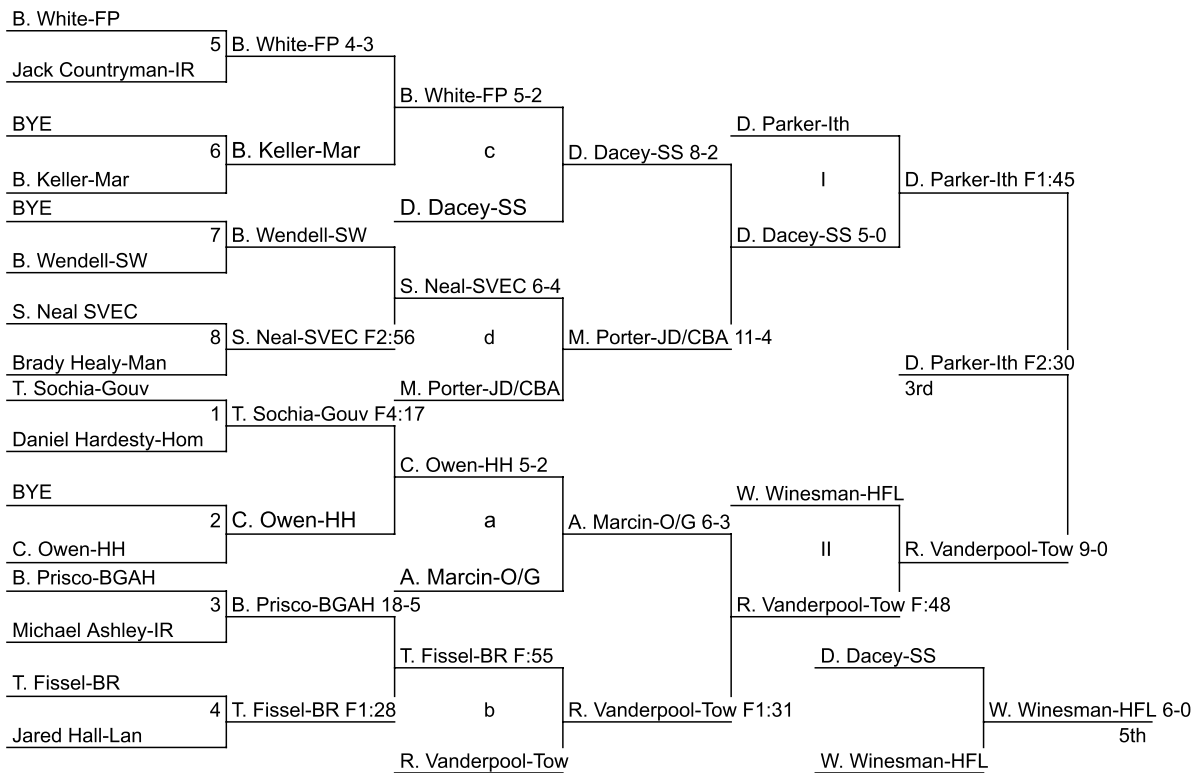 B. White-FP
5 B. White-FP 4-3
Jack Countryman-IR
B. White-FP 5-2
BYE
D. Parker-Ith
6 B. Keller-Mar
c
D. Dacey-SS 8-2
B. Keller-Mar
I
D. Parker-Ith F1:45
BYE
D. Dacey-SS
7 B. Wendell-SW
D. Dacey-SS 5-0
B. Wendell-SW
S. Neal-SVEC 6-4
S. Neal SVEC
8 S. Neal-SVEC F2:56
d
M. Porter-JD/CBA 11-4
Brady Healy-Man
D. Parker-Ith F2:30
T. Sochia-Gouv
M. Porter-JD/CBA
3rd
1 T. Sochia-Gouv F4:17
Daniel Hardesty-Hom
C. Owen-HH 5-2
BYE
W. Winesman-HFL
2 C. Owen-HH
a
A. Marcin-O/G 6-3
C. Owen-HH
II
R. Vanderpool-Tow 9-0
B. Prisco-BGAH
A. Marcin-O/G
3 B. Prisco-BGAH 18-5
R. Vanderpool-Tow F:48
Michael Ashley-IR
T. Fissel-BR F:55
D. Dacey-SS
T. Fissel-BR
4 T. Fissel-BR F1:28
b
R. Vanderpool-Tow F1:31
W. Winesman-HFL 6-0
Jared Hall-Lan
5th
R. Vanderpool-Tow
W. Winesman-HFL